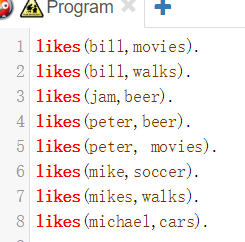 Program
1 likes(bill,movies).
2 likes(bill,walks).
3 likes(jam,beer).
4 likes(peter,beer).
5 likes(peter, movies).
6 likes(mike,soccer).
7 likes(mikes,walks).
8 likes(michael,cars).